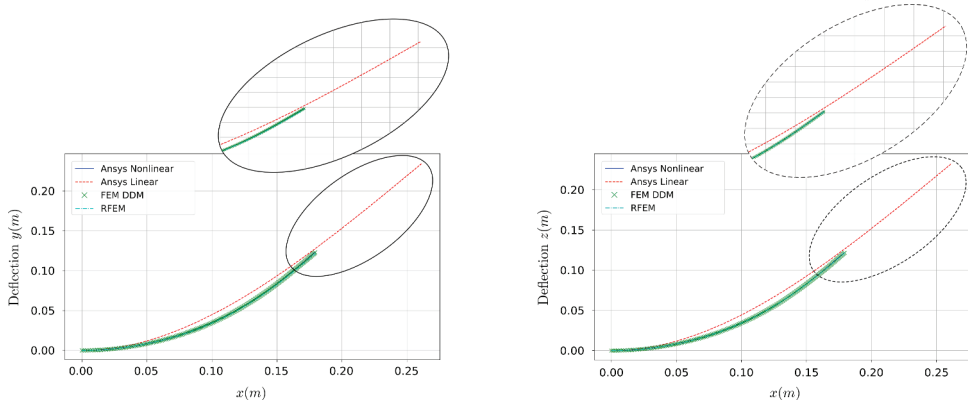 Ansys Nonlinear
Ansys Linear
FEM DDM
RFEM
Deflection y(m)
0.20
0.15
0.10
0.05
0.00
0.00 0.05 0.10 0.15 0.20 0.25
x(m)
Ansys Nonlinear
Ansys Linear
FEM DDM
RFEM
Deflection z(m)
0.20
0.15
0.10
0.05
0.00
0.00 0.05 0.10 0.15 0.20 0.25
x(m)